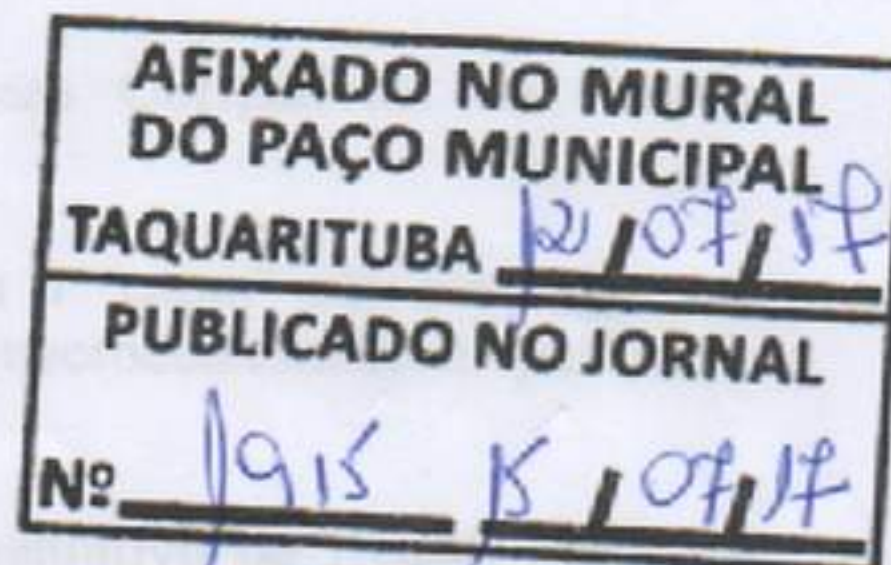 AFIXADO NO MURAL
DO PAÇO MUNICIPAL
TAQUARITUBA 12/07/17
PUBLICADO NO JORNAL
Nº 1915 15/07/17